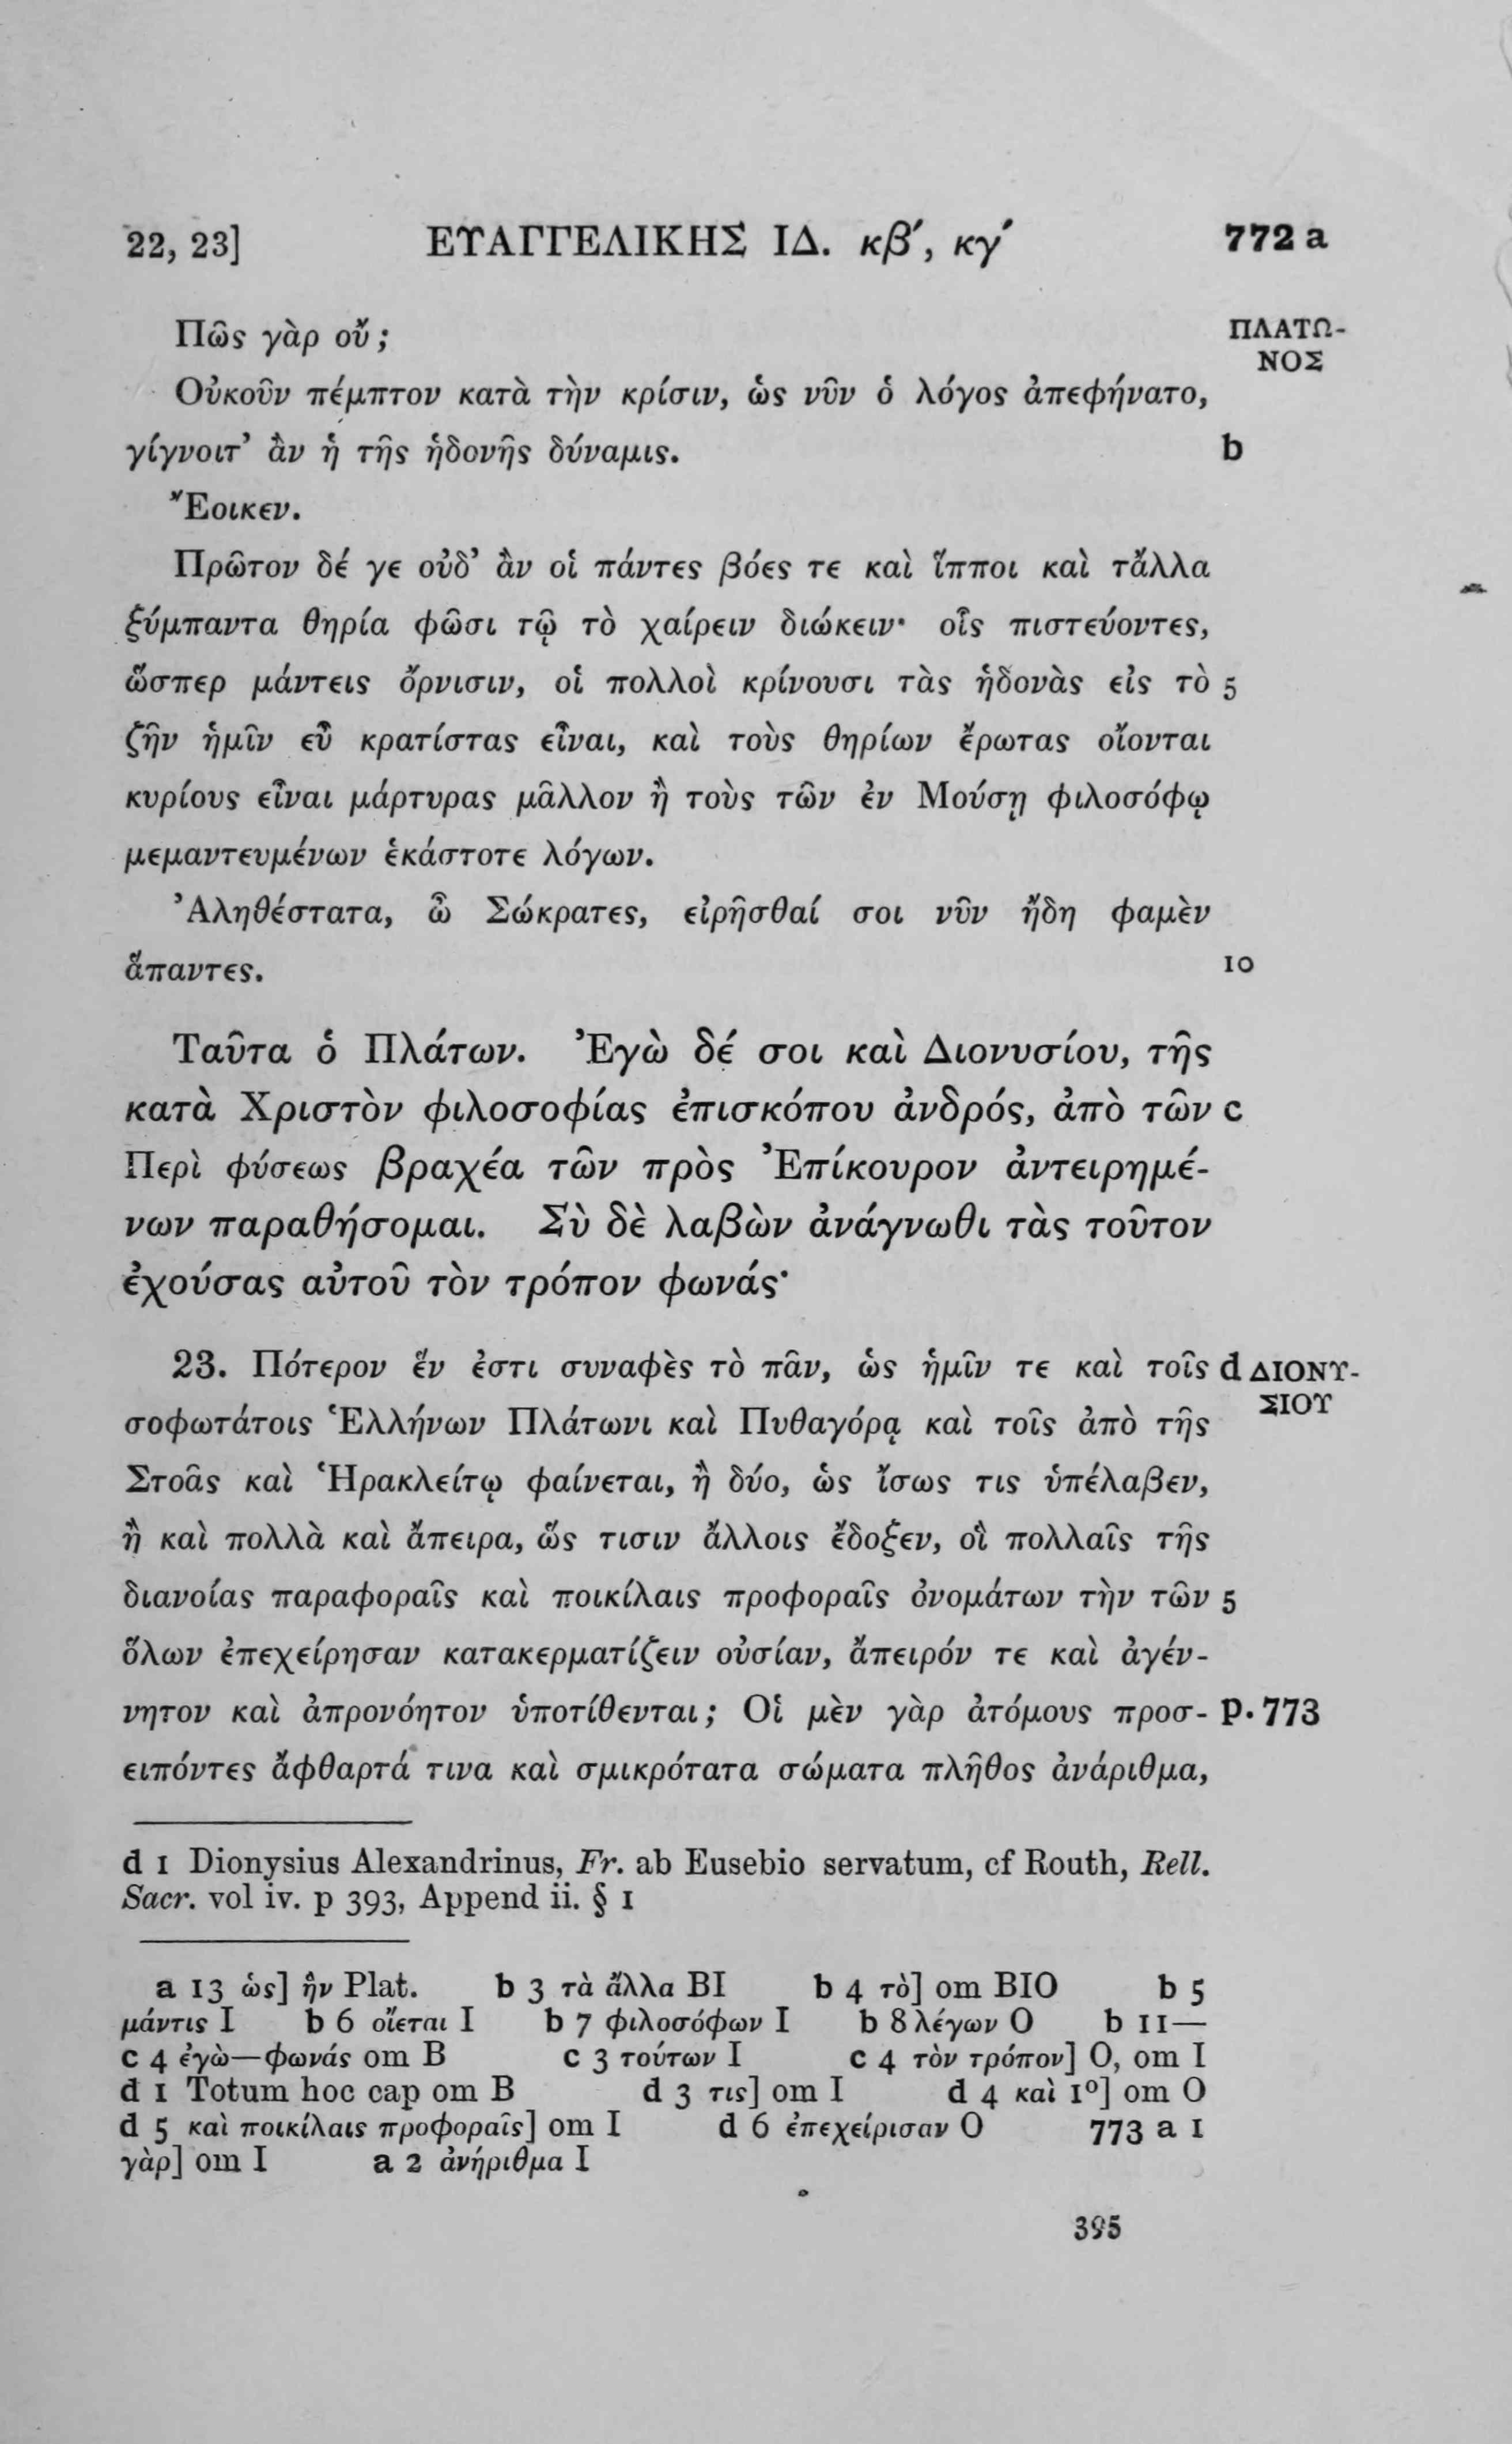 22, 23] ΕΥΑΓΓΕΛΙΚΗΣ ΙΔ. κβ΄, κγ΄ 772 a
Πῶς γὰρ οὔ; ΠΛΑΤΩ-
ΝΟΣ
Οὐκοῦν πέμπτον κατὰ τὴν κρίσιν, ὡς νῦν ὁ λόγος ἀπεφήνατο,
γίγνοιτ’ ἂν ἡ τῆς ἡδονῆς δύναμις. b
Ἔοικεν.
Πρῶτον δέ γε οὐδ’ ἂν οἱ πάντες βόες τε καὶ ἵπποι καὶ τἄλλα
ξύμπαντα θηρία φῶσι τῷ τὸ χαίρειν διώκειν· οἷς πιστεύοντες,
ὥσπερ μάντεις ὄρνισιν, οἱ πολλοὶ κρίνουσι τὰς ἡδονὰς εἰς τὸ 5
ζῆν ἡμῖν εὖ κρατίστας εἶναι, καὶ τοὺς θηρίων ἔρωτας οἴονται
κυρίους εἶναι μάρτυρας μᾶλλον ἢ τοὺς τῶν ἐν Μούσῃ φιλοσόφῳ
μεμαντευμένων ἑκάστοτε λόγων.
Ἀληθέστατα, ὦ Σώκρατες, εἰρῆσθαί σοι νῦν ἤδη φαμὲν
ἅπαντες. 10
Ταῦτα ὁ Πλάτων. Ἐγὼ δέ σοι καὶ Διονυσίου, τῆς
κατὰ Χριστὸν φιλοσοφίας ἐπισκόπου ἀνδρός, ἀπὸ τῶν c
Περὶ φύσεως βραχέα τῶν πρὸς Ἐπίκουρον ἀντειρημέ-
νων παραθήσομαι. Σὺ δὲ λαβὼν ἀνάγνωθι τὰς τοῦτον
ἐχούσας αὐτοῦ τὸν τρόπον φωνάς·
23. Πότερον ἕν ἐστι συναφὲς τὸ πᾶν, ὡς ἡμῖν τε καὶ τοῖς d ΔΙΟΝΥ-
σοφωτάτοις Ἑλλήνων Πλάτωνι καὶ Πυθαγόρᾳ καὶ τοῖς ἀπὸ τῆς ΣΙΟΥ
Στοᾶς καὶ Ἡρακλείτῳ φαίνεται, ἢ δύο, ὡς ἴσως τις ὑπέλαβεν,
ἢ καὶ πολλὰ καὶ ἄπειρα, ὥς τισιν ἄλλοις ἔδοξεν, οἳ πολλαῖς τῆς
διανοίας παραφοραῖς καὶ ποικίλαις προφοραῖς ὀνομάτων τὴν τῶν 5
ὅλων ἐπεχείρησαν κατακερματίζειν οὐσίαν, ἄπειρόν τε καὶ ἀγέν-
νητον καὶ ἀπρονόητον ὑποτίθενται; Οἱ μὲν γὰρ ἀτόμους προσ- p. 773
ειπόντες ἄφθαρτά τινα καὶ σμικρότατα σώματα πλῆθος ἀνάριθμα,
d 1 Dionysius Alexandrinus, Fr. ab Eusebio servatum, cf Routh, Rell.
Sacr. vol iv. p 393, Append ii. § 1
a 13 ὡς] ἣν Plat. b 3 τὰ ἄλλα BI b 4 τὸ] om BIO b 5
μάντις I b 6 οἴεται I b 7 φιλοσόφων I b 8 λέγων O b 11—
c 4 ἐγὼ—φωνάς om B c 3 τούτων I c 4 τὸν τρόπον] O, om I
d 1 Totum hoc cap om B d 3 τις] om I d 4 καὶ 1º] om O
d 5 καὶ ποικίλαις προφοραῖς] om I d 6 ἐπεχείρισαν O 773 a 1
γὰρ] om I a 2 ἀνήριθμα I
395